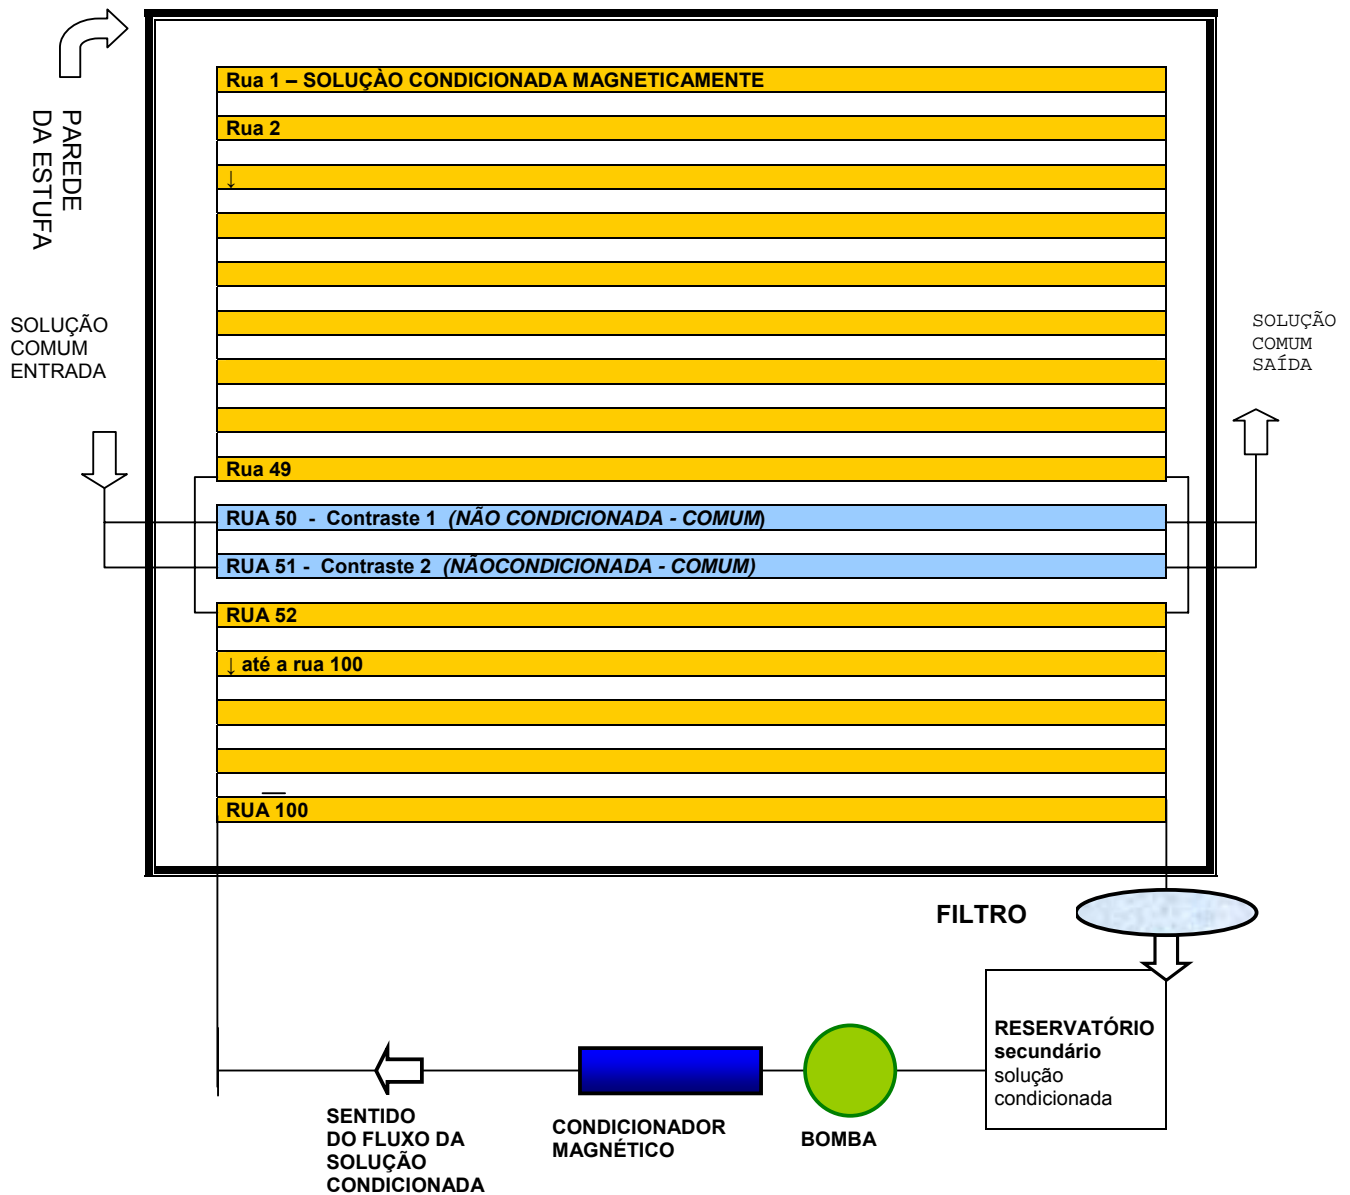 PAREDE
DA ESTUFA
Rua 1 – SOLUÇÀO CONDICIONADA MAGNETICAMENTE
Rua 2
↓
SOLUÇÃO
COMUM
ENTRADA
SOLUÇÃO
COMUM
SAÍDA
Rua 49
RUA 50 - Contraste 1 (NÃO CONDICIONADA - COMUM)
RUA 51 - Contraste 2 (NÃOCONDICIONADA - COMUM)
RUA 52
↓ até a rua 100
RUA 100
FILTRO
RESERVATÓRIO
secundário
solução
condicionada
SENTIDO
DO FLUXO DA
SOLUÇÃO
CONDICIONADA
CONDICIONADOR
MAGNÉTICO
BOMBA